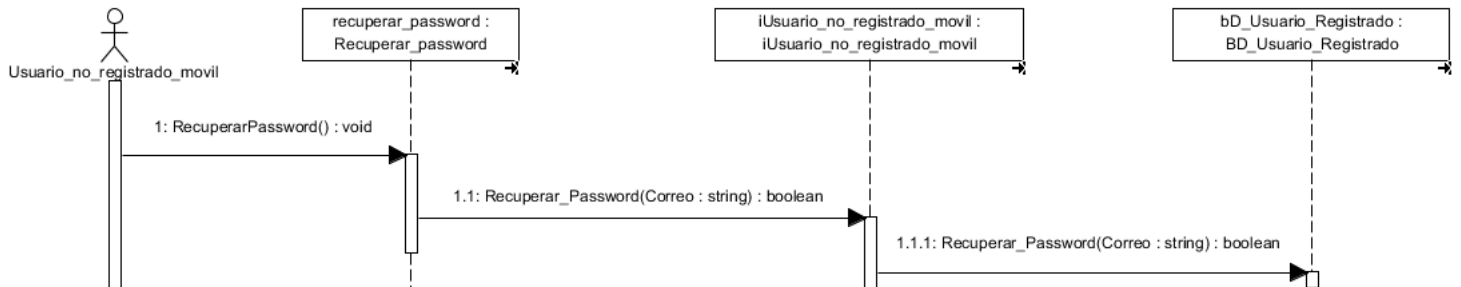 recuperar_password :
Recuperar_password
iUsuario_no_registrado_movil :
iUsuario_no_registrado_movil
bD_Usuario_Registrado :
BD_Usuario_Registrado
Usuario_no_registrado_movil
1: RecuperarPassword() : void
1.1: Recuperar_Password(Correo : string) : boolean
1.1.1: Recuperar_Password(Correo : string) : boolean